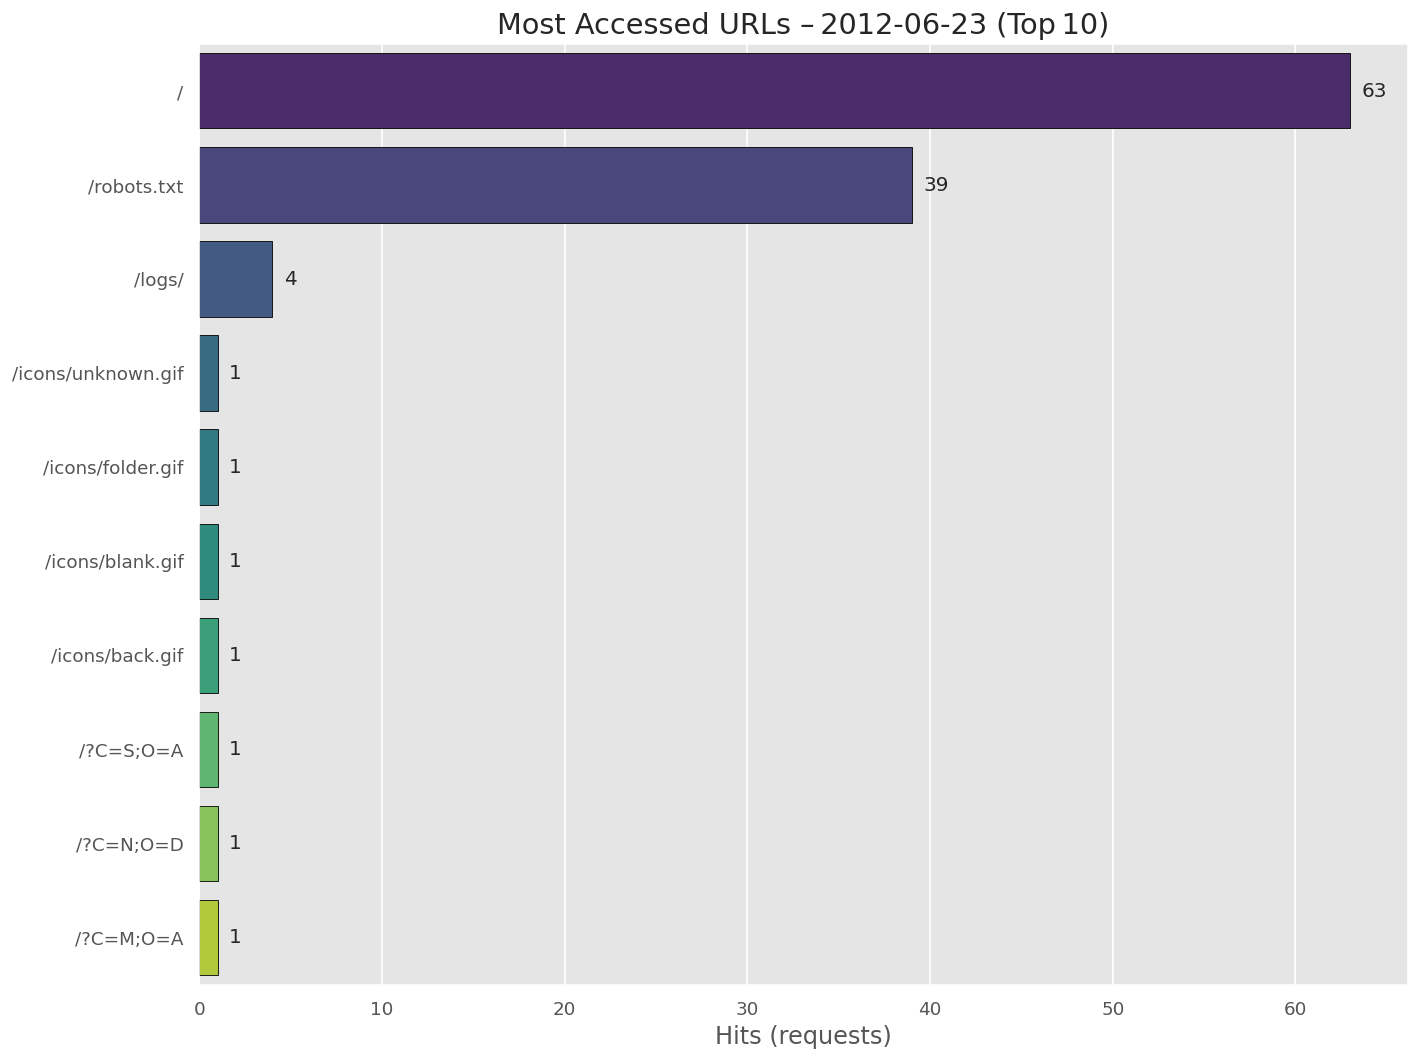 Most Accessed URLs – 2012-06-23 (Top 10)
/ 63
/robots.txt 39
/logs/ 4
/icons/unknown.gif 1
/icons/folder.gif 1
/icons/blank.gif 1
/icons/back.gif 1
/?C=S;O=A 1
/?C=N;O=D 1
/?C=M;O=A 1
0 10 20 30 40 50 60
Hits (requests)